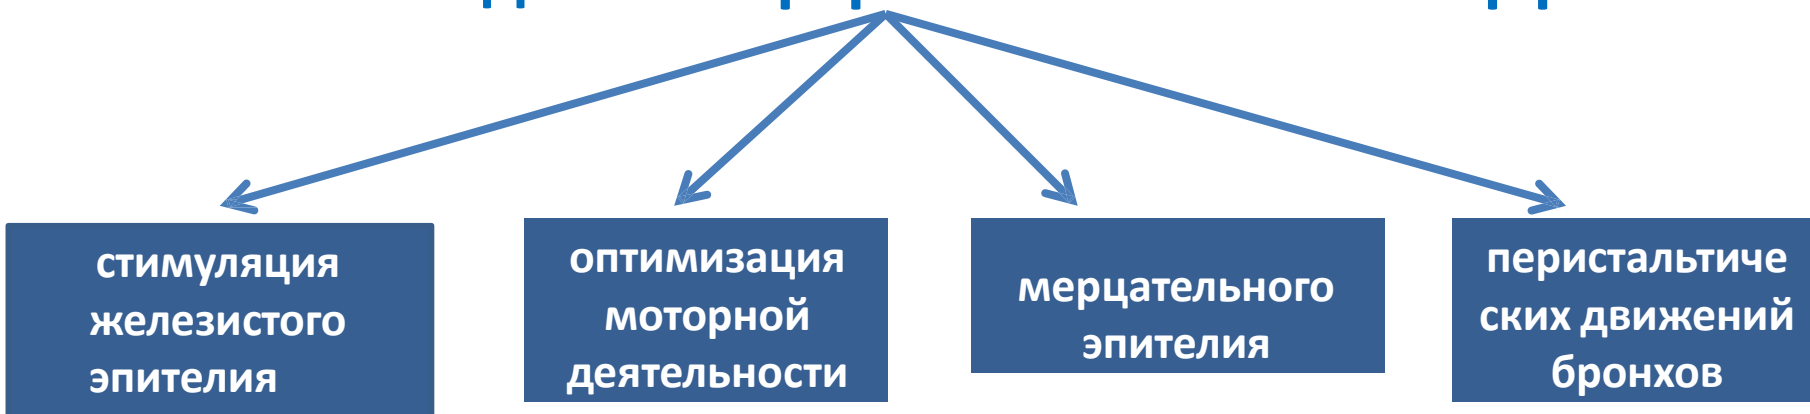 стимуляция
железистого
эпителия
оптимизация
моторной
деятельности
мерцательного
эпителия
перистальтиче
ских движений
бронхов